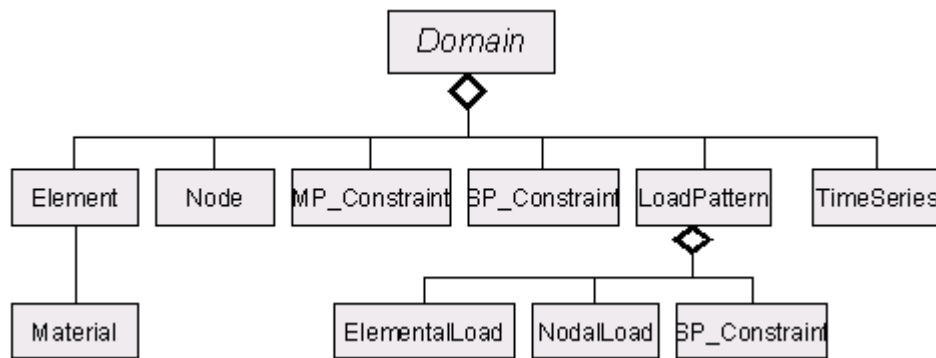 Domain
Element
Node
MP_Constraint
SP_Constraint
LoadPattern
TimeSeries
Material
ElementalLoad
NodalLoad
SP_Constraint